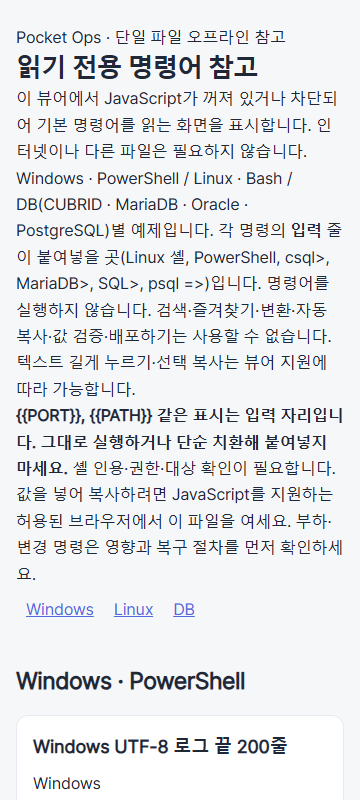 Pocket Ops · 단일 파일 오프라인 참고
읽기 전용 명령어 참고
이 뷰어에서 JavaScript가 꺼져 있거나 차단되
어 기본 명령어를 읽는 화면을 표시합니다. 인
터넷이나 다른 파일은 필요하지 않습니다.
Windows · PowerShell / Linux · Bash /
DB(CUBRID · MariaDB · Oracle ·
PostgreSQL)별 예제입니다. 각 명령의 입력 줄
이 붙여넣을 곳(Linux 셸, PowerShell, csql>,
MariaDB>, SQL>, psql =>)입니다. 명령어를
실행하지 않습니다. 검색·즐겨찾기·변환·자동
복사·값 검증·배포하기는 사용할 수 없습니다.
텍스트 길게 누르기·선택 복사는 뷰어 지원에
따라 가능합니다.
{{PORT}}, {{PATH}} 같은 표시는 입력 자리입니
다. 그대로 실행하거나 단순 치환해 붙여넣지
마세요. 셸 인용·권한·대상 확인이 필요합니다.
값을 넣어 복사하려면 JavaScript를 지원하는
허용된 브라우저에서 이 파일을 여세요. 부하·
변경 명령은 영향과 복구 절차를 먼저 확인하세
요.
Windows Linux DB
Windows · PowerShell
Windows UTF-8 로그 끝 200줄
Windows